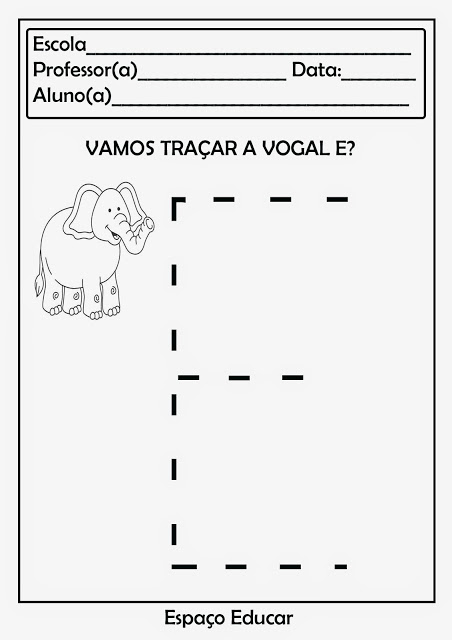 Escola
Professor(a) Data:
Aluno(a)
VAMOS TRAÇAR A VOGAL E?
E
Espaço Educar